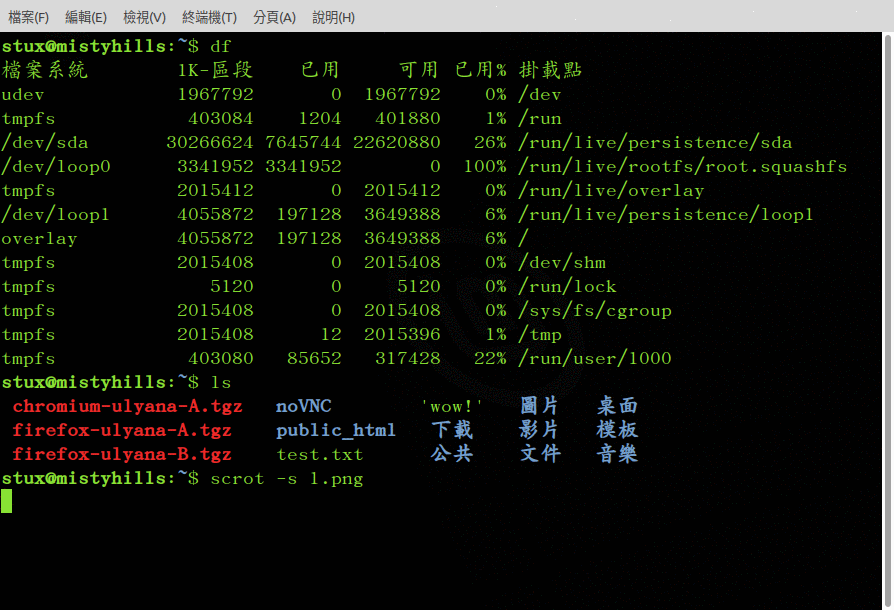 檔案(F) 編輯(E) 檢視(V) 終端機(T) 分頁(A) 說明(H)
stux@mistyhills:~$ df
檔案系統 1K-區段 已用 可用 已用% 掛載點
udev 1967792 0 1967792 0% /dev
tmpfs 403084 1204 401880 1% /run
/dev/sda 30266624 7645744 22620880 26% /run/live/persistence/sda
/dev/loop0 3341952 3341952 0 100% /run/live/rootfs/root.squashfs
tmpfs 2015412 0 2015412 0% /run/live/overlay
/dev/loop1 4055872 197128 3649388 6% /run/live/persistence/loop1
overlay 4055872 197128 3649388 6% /
tmpfs 2015408 0 2015408 0% /dev/shm
tmpfs 5120 0 5120 0% /run/lock
tmpfs 2015408 0 2015408 0% /sys/fs/cgroup
tmpfs 2015408 12 2015396 1% /tmp
tmpfs 403080 85652 317428 22% /run/user/1000
stux@mistyhills:~$ ls
chromium-ulyana-A.tgz noVNC 'wow!' 圖片 桌面
firefox-ulyana-A.tgz public_html 下載 影片 模板
firefox-ulyana-B.tgz test.txt 公共 文件 音樂
stux@mistyhills:~$ scrot -s 1.png